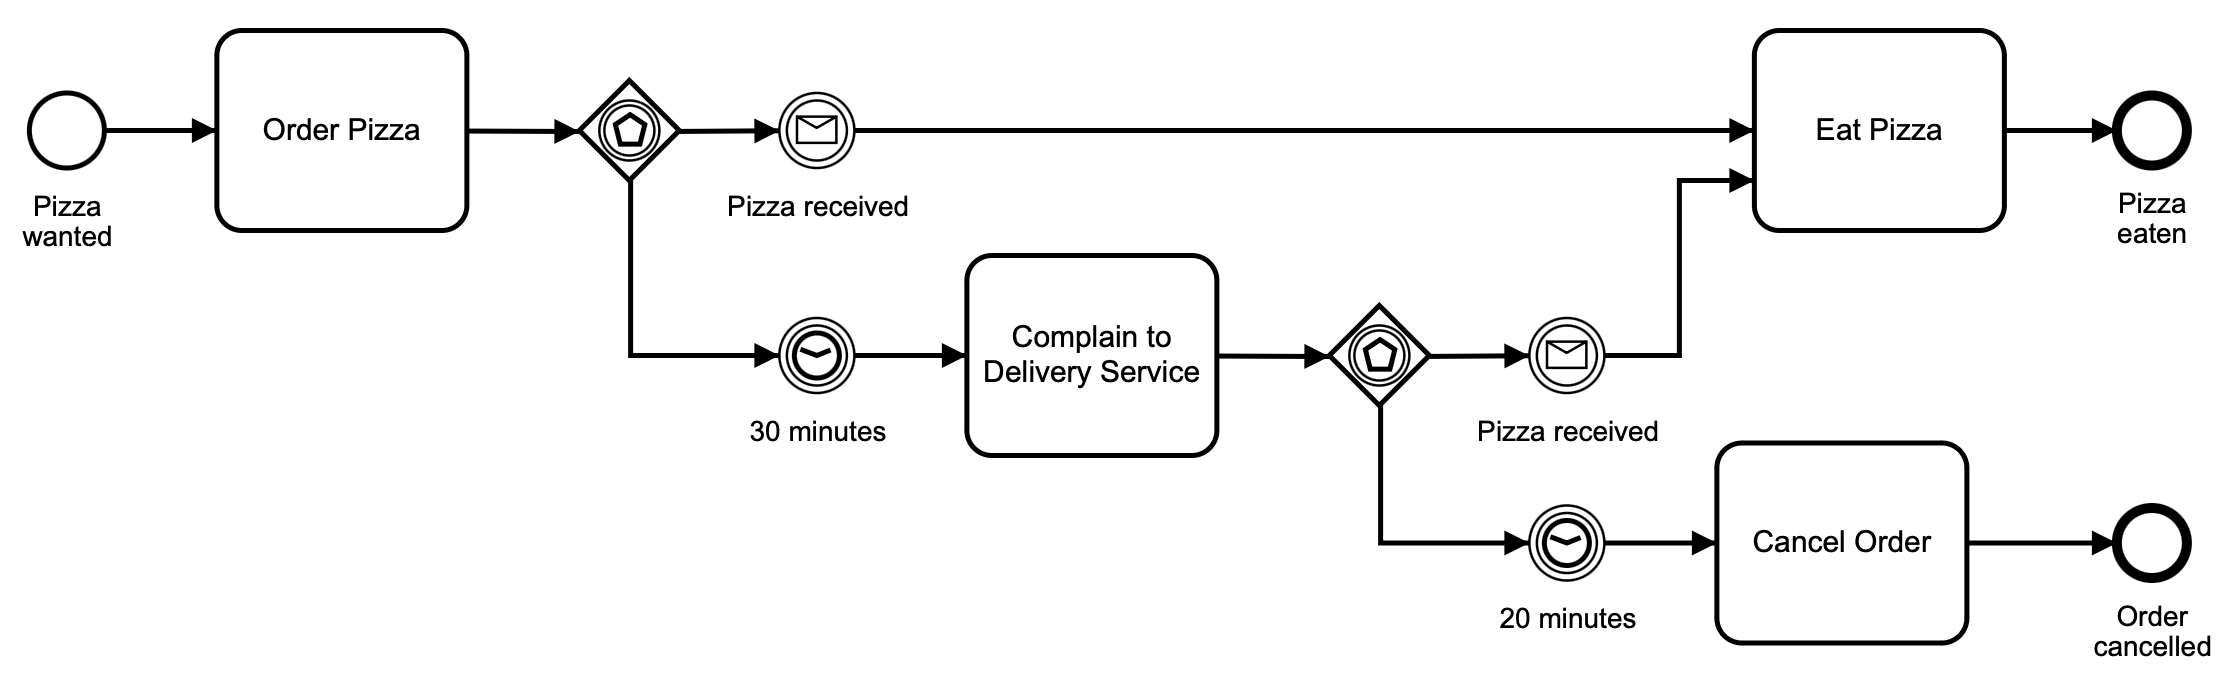 Pizza
wanted
Order Pizza
Pizza received
Eat Pizza
Pizza
eaten
30 minutes
Complain to
Delivery Service
Pizza received
20 minutes
Cancel Order
Order
cancelled